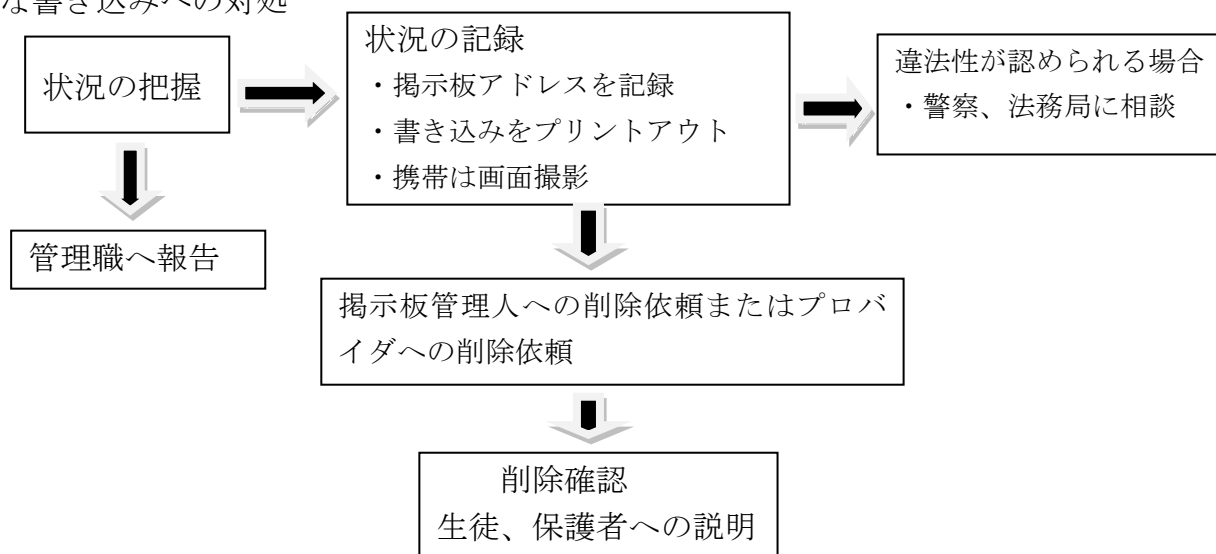 な書き込みへの対処
状況の把握
状況の記録
・掲示板アドレスを記録
・書き込みをプリントアウト
・携帯は画面撮影
違法性が認められる場合
・警察、法務局に相談
管理職へ報告
掲示板管理人への削除依頼またはプロバ
イダへの削除依頼
削除確認
生徒、保護者への説明